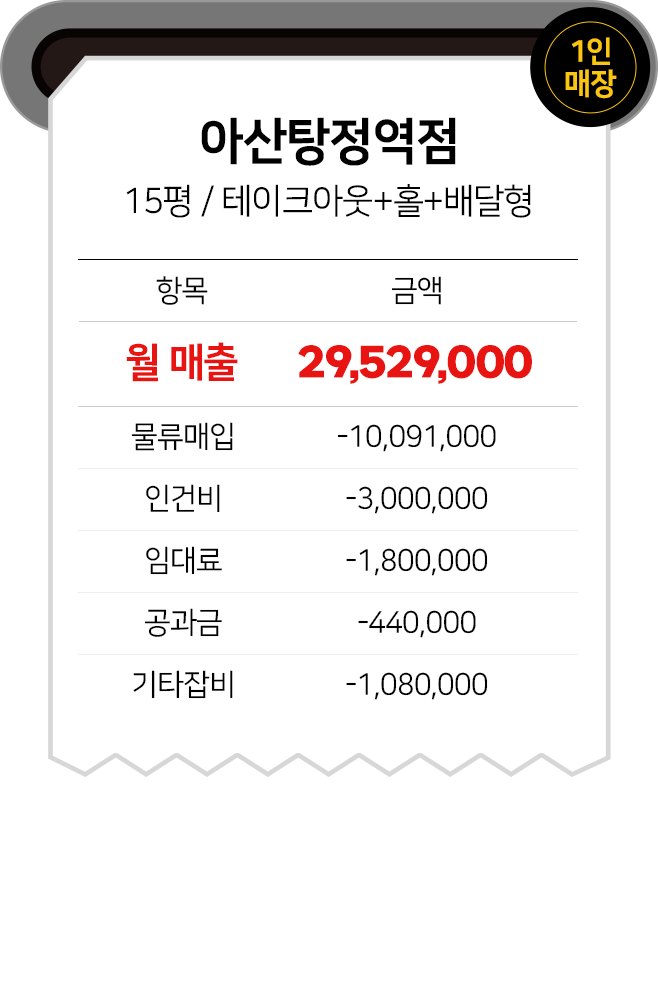 1인
매장
아산탕정역점
15평 / 테이크아웃+홀+배달형
항목 금액
월 매출 29,529,000
물류매입 -10,091,000
인건비 -3,000,000
임대료 -1,800,000
공과금 -440,000
기타잡비 -1,080,000